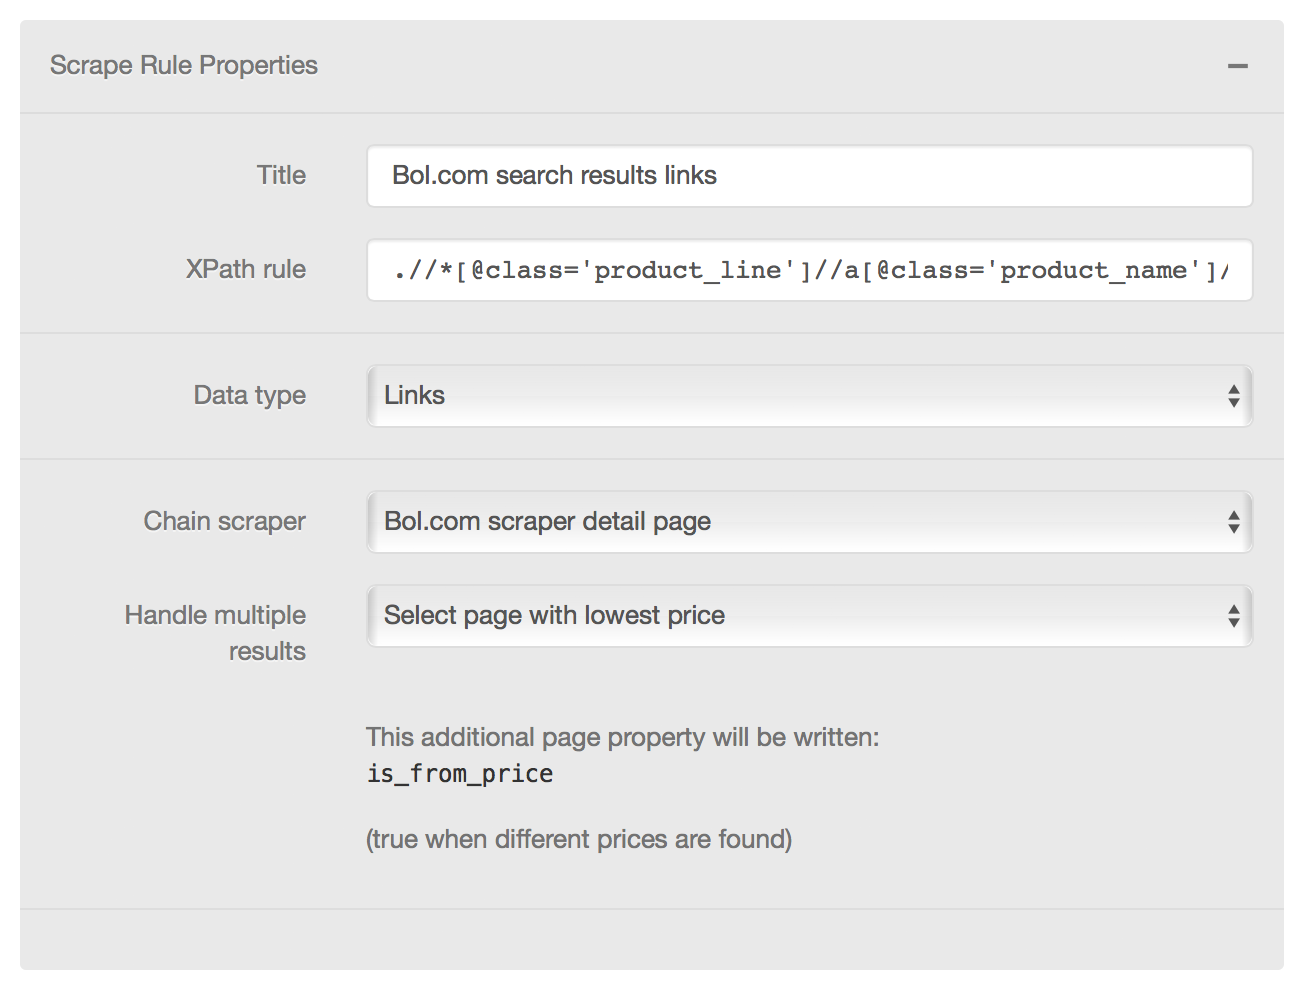 Scrape Rule Properties
Title
Bol.com search results links
XPath rule
.//*[@class='product_line']//a[@class='product_name']/
Data type
Links
Chain scraper
Bol.com scraper detail page
Handle multiple
results
Select page with lowest price
This additional page property will be written:
is_from_price
(true when different prices are found)